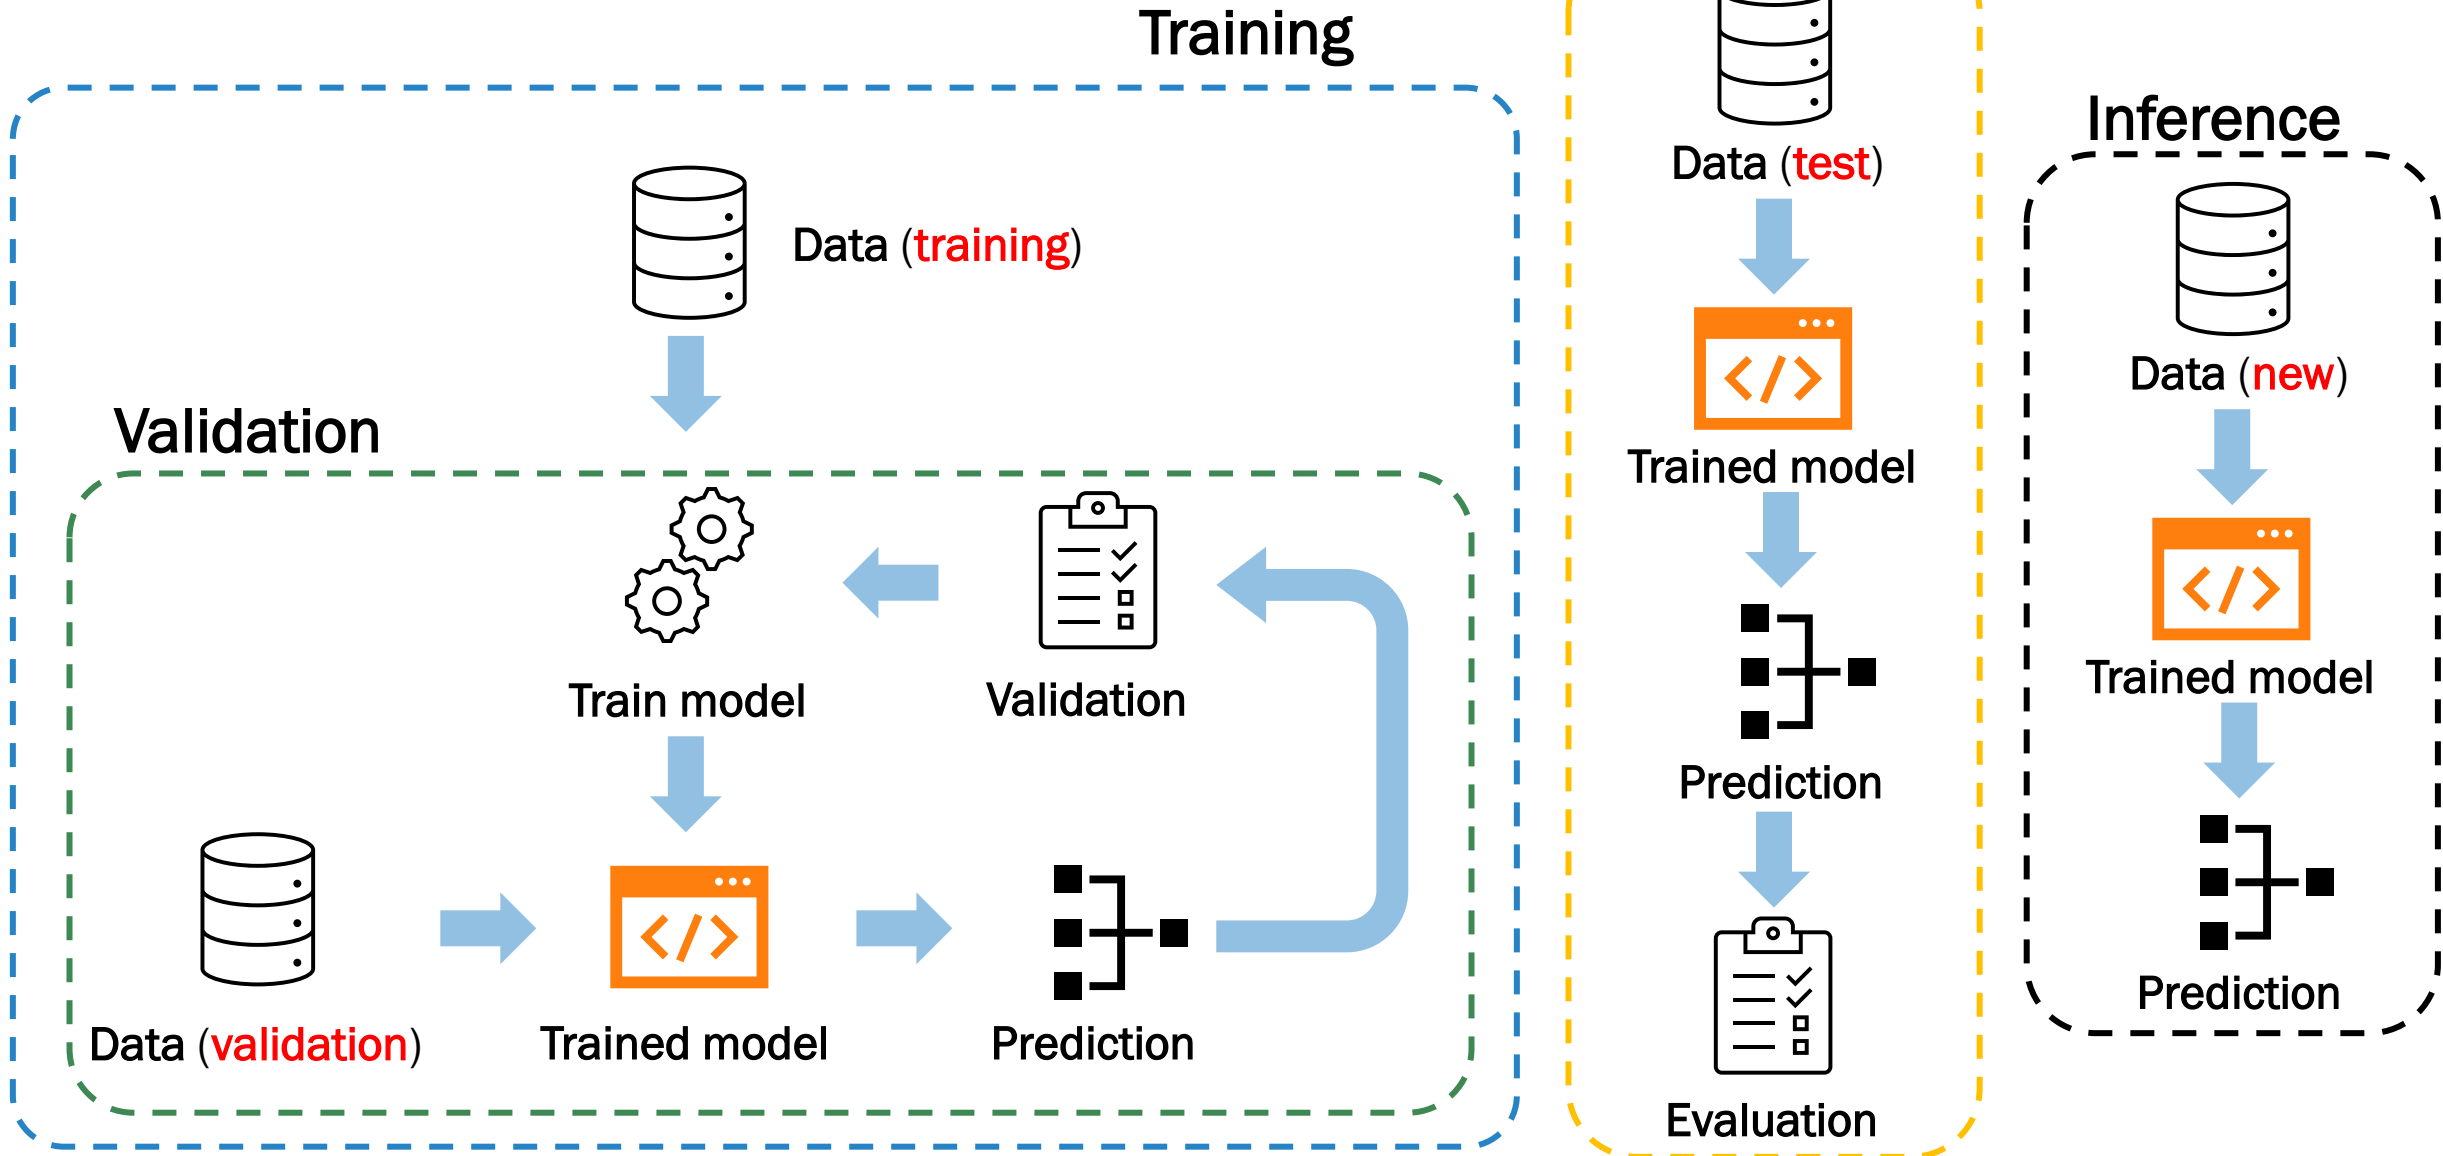 Training
Data (training)
Validation
Train model
Validation
Data (validation)
Trained model
Prediction
Data (test)
Trained model
Prediction
Evaluation
Inference
Data (new)
Trained model
Prediction